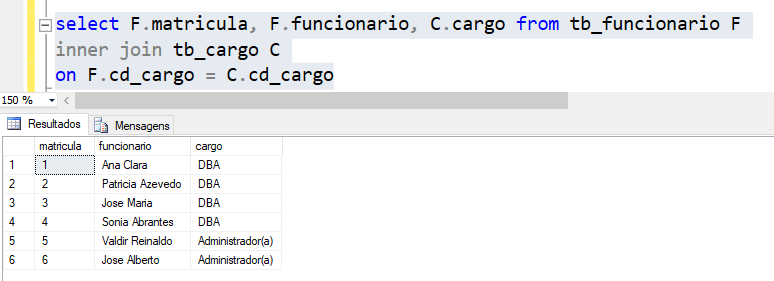 select F.matricula, F.funcionario, C.cargo from tb_funcionario F
inner join tb_cargo C
on F.cd_cargo = C.cd_cargo
150 %
Resultados Mensagens
matricula funcionario cargo
1 1 Ana Clara DBA
2 2 Patricia Azevedo DBA
3 3 Jose Maria DBA
4 4 Sonia Abrantes DBA
5 5 Valdir Reinaldo Administrador(a)
6 6 Jose Alberto Administrador(a)